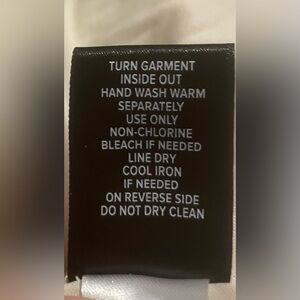 TURN GARMENT
INSIDE OUT
HAND WASH WARM
SEPARATELY
USE ONLY
NON-CHLORINE
BLEACH IF NEEDED
LINE DRY
COOL IRON
IF NEEDED
ON REVERSE SIDE
DO NOT DRY CLEAN